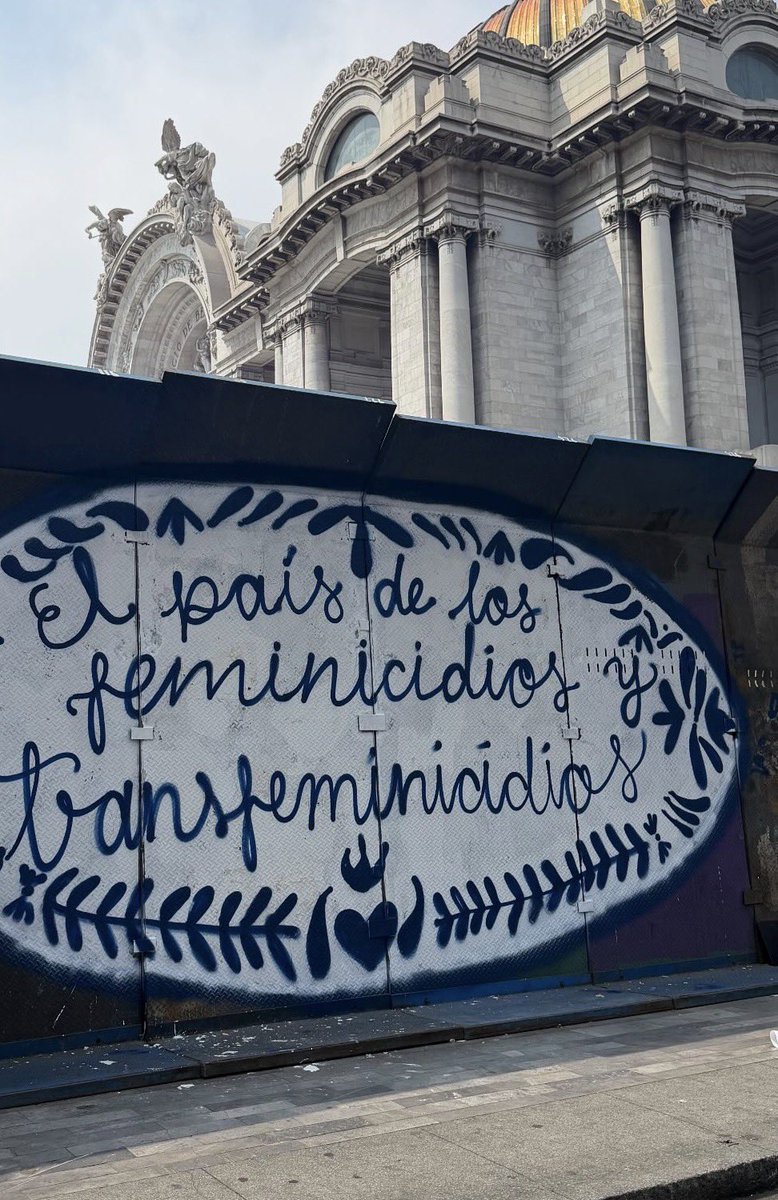 El país de los
feminicidios y
transfeminicidios